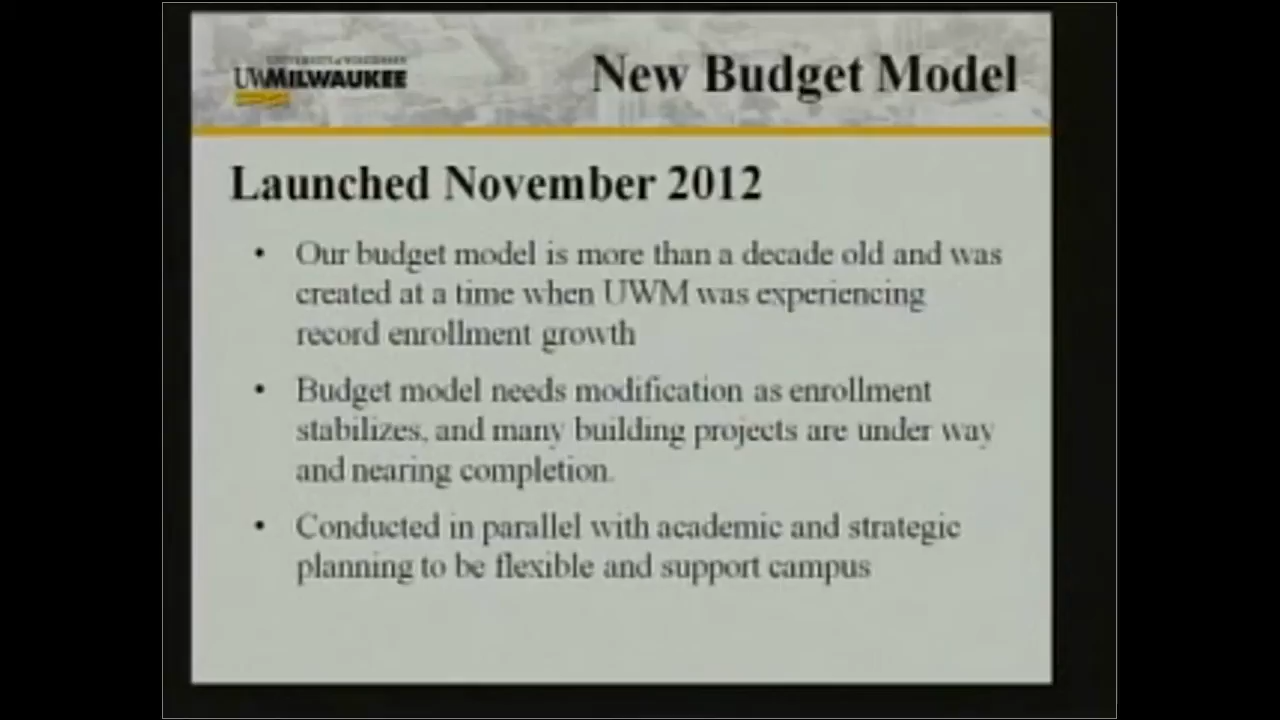 UNIVERSITY of WISCONSIN
UWMILWAUKEE
New Budget Model
Launched November 2012
• Our budget model is more than a decade old and was
created at a time when UWM was experiencing
record enrollment growth
• Budget model needs modification as enrollment
stabilizes, and many building projects are under way
and nearing completion.
• Conducted in parallel with academic and strategic
planning to be flexible and support campus